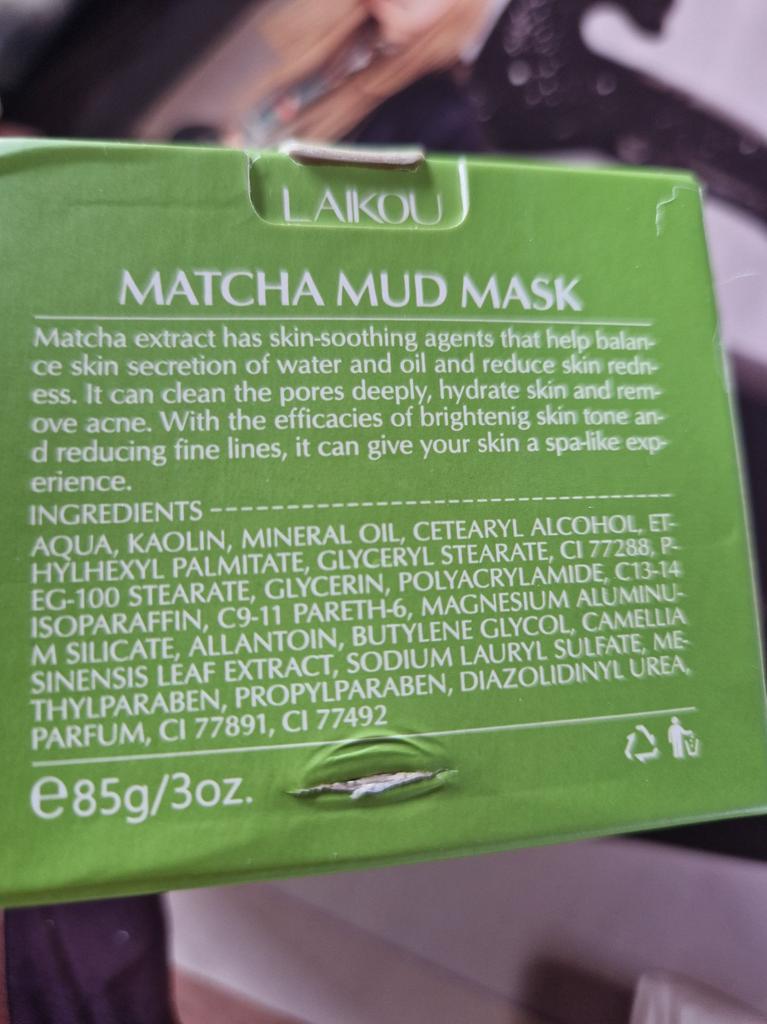 LAIKOU
MATCHA MUD MASK
Matcha extract has skin-soothing agents that help balan-
ce skin secretion of water and oil and reduce skin redn-
ess. It can clean the pores deeply, hydrate skin and rem-
ove acne. With the efficacies of brightenig skin tone an-
d reducing fine lines, it can give your skin a spa-like exp-
erience.
INGREDIENTS
AQUA, KAOLIN, MINERAL OIL, CETEARYL ALCOHOL, ET-
HYLHEXYL PALMITATE, GLYCERYL STEARATE, CI 77288, P-
EG-100 STEARATE, GLYCERIN, POLYACRYLAMIDE, C13-14
ISOPARAFFIN, C9-11 PARETH-6, MAGNESIUM ALUMINU-
M SILICATE, ALLANTOIN, BUTYLENE GLYCOL, CAMELLIA
SINENSIS LEAF EXTRACT, SODIUM LAURYL SULFATE, ME-
THYLPARABEN, PROPYLPARABEN, DIAZOLIDINYL UREA,
PARFUM, CI 77891, CI 77492
e85g/3oz.